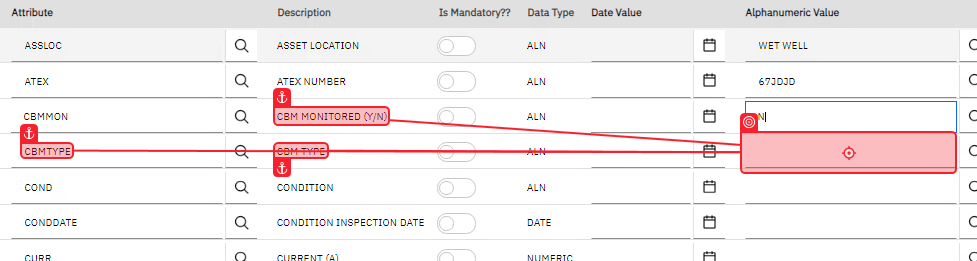 Attribute Description Is Mandatory?? Data Type Date Value Alphanumeric Value
ASSLOC ASSET LOCATION ALN WET WELL
ATEX ATEX NUMBER ALN 67JDJD
CBMMON CBM MONITORED (Y/N) ALN N
CBMTYPE CBM TYPE ALN
COND CONDITION ALN
CONDDATE CONDITION INSPECTION DATE DATE
CURR CURRENT (A) NUMERIC